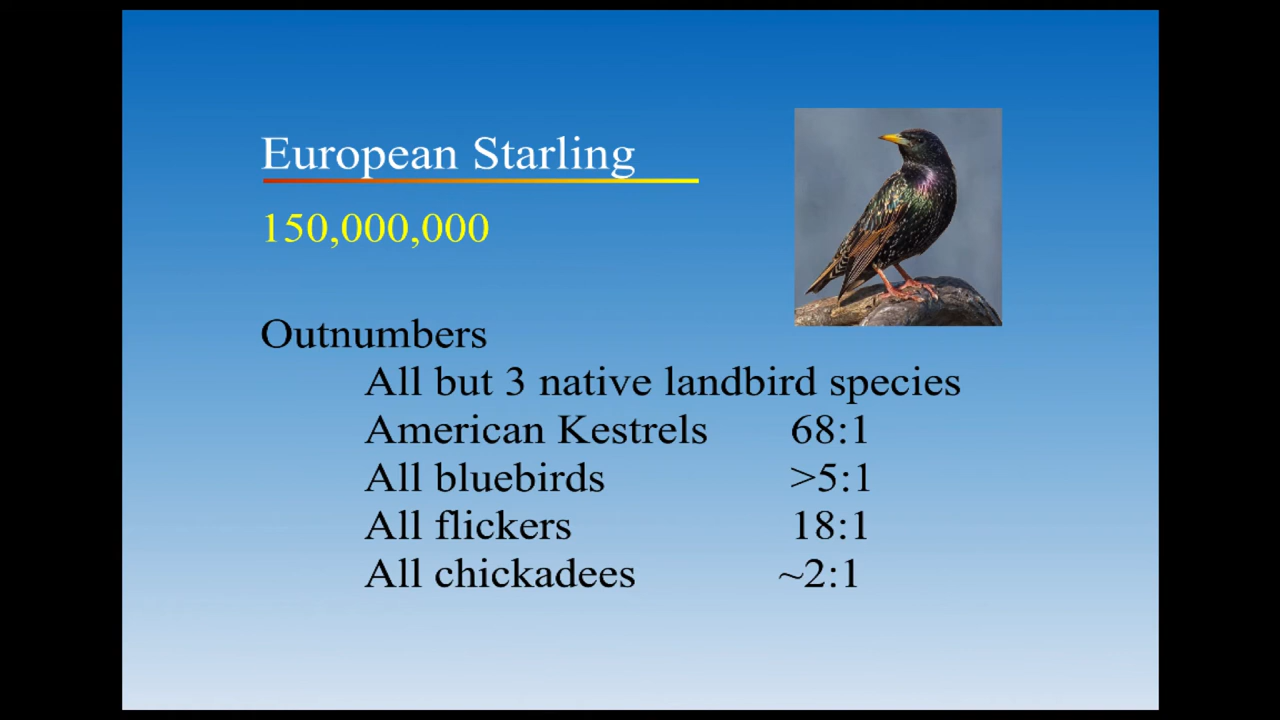 European Starling
150,000,000
Outnumbers
All but 3 native landbird species
American Kestrels 68:1
All bluebirds >5:1
All flickers 18:1
All chickadees ~2:1